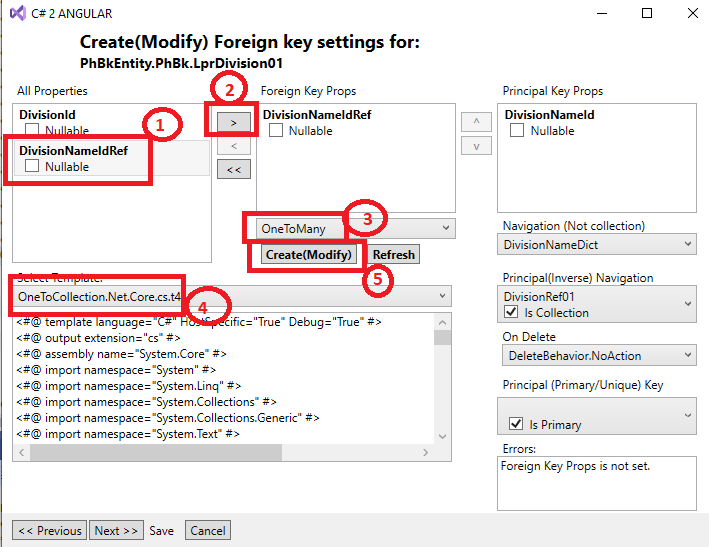 C# 2 ANGULAR
Create(Modify) Foreign key settings for:
PhBkEntity.PhBk.LprDivision01
All Properties
Foreign Key Props
Principal Key Props
2
DivisionId
Nullable
1
DivisionNameIdRef
Nullable
>
<
<<
DivisionNameIdRef
Nullable
^
v
DivisionNameId
Nullable
OneToMany
3
Create(Modify)
Refresh
5
Navigation (Not collection)
DivisionNameDict
Principal(Inverse) Navigation
DivisionRef01
Is Collection
On Delete
DeleteBehavior.NoAction
Principal (Primary/Unique) Key
Is Primary
Errors:
Foreign Key Props is not set.
Select Template:
OneToCollection.Net.Core.cs.t4
4
<#@ template language="C#" HostSpecific="True" Debug="True" #>
<#@ output extension="cs" #>
<#@ assembly name="System.Core" #>
<#@ import namespace="System" #>
<#@ import namespace="System.Linq" #>
<#@ import namespace="System.Collections" #>
<#@ import namespace="System.Collections.Generic" #>
<#@ import namespace="System.Text" #>
<< Previous
Next >>
Save
Cancel